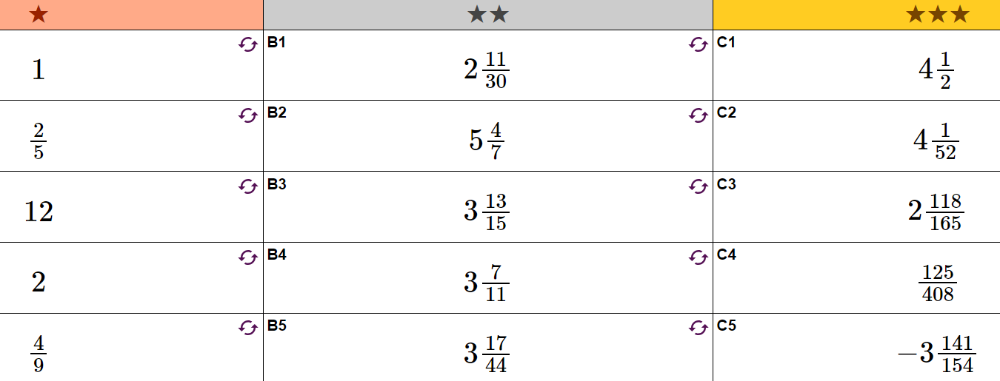 ★ ★★ ★★★
1 B1 2 11/30 C1 4 1/2
2/5 B2 5 4/7 C2 4 1/52
12 B3 3 13/15 C3 2 118/165
2 B4 3 7/11 C4 125/408
4/9 B5 3 17/44 C5 −3 141/154